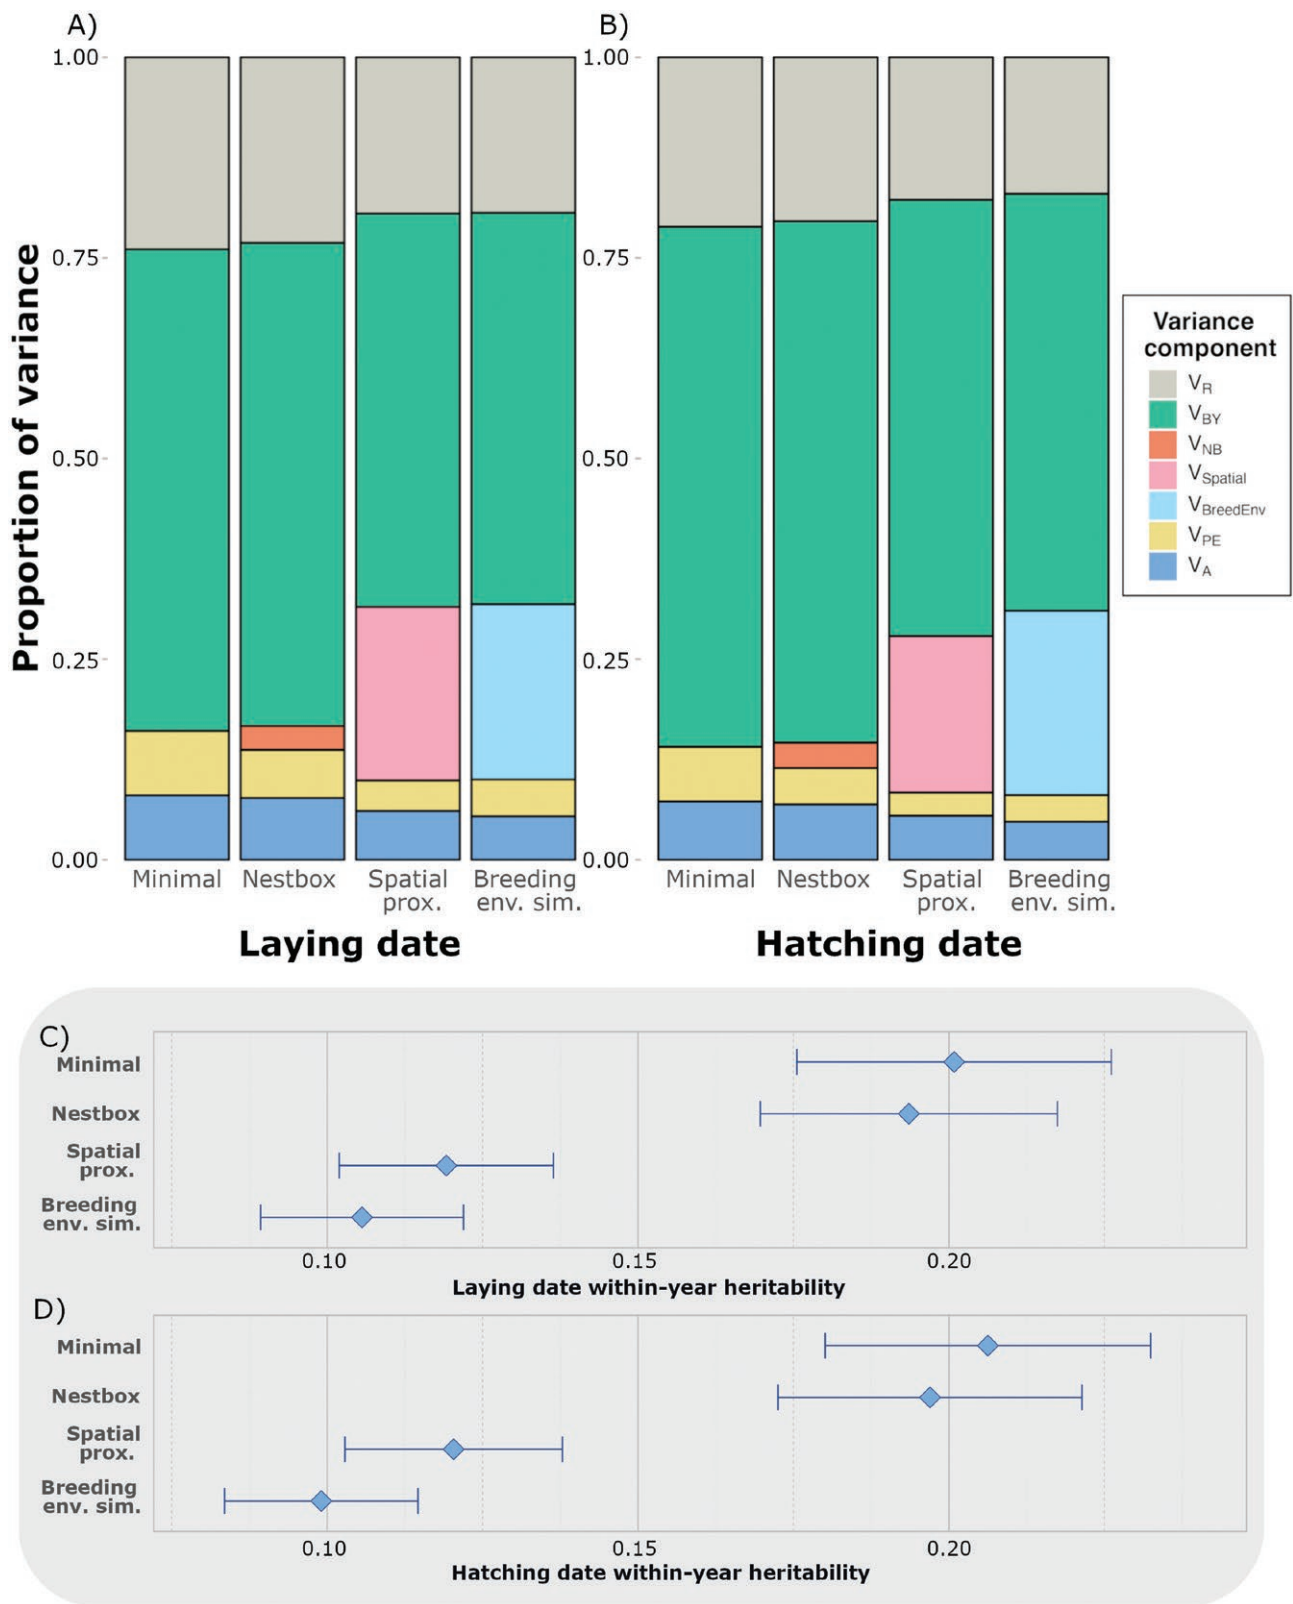 A)
B)
1.00
0.75
0.50
0.25
0.00
Proportion of variance
Minimal
Nestbox
Spatial
prox.
Breeding
env. sim.
Laying date
1.00
0.75
0.50
0.25
0.00
Minimal
Nestbox
Spatial
prox.
Breeding
env. sim.
Hatching date
Variance
component
VR
VBY
VNB
VSpatial
VBreedEnv
VPE
VA
C)
Minimal
Nestbox
Spatial
prox.
Breeding
env. sim.
0.10 0.15 0.20
Laying date within-year heritability
D)
Minimal
Nestbox
Spatial
prox.
Breeding
env. sim.
0.10 0.15 0.20
Hatching date within-year heritability